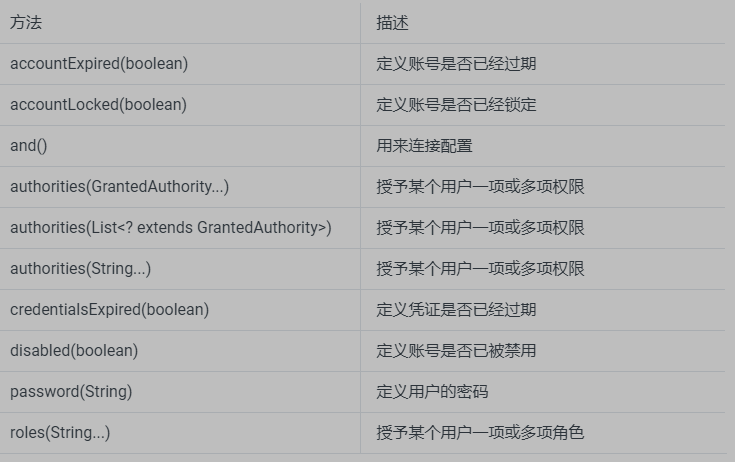 方法 描述
accountExpired(boolean) 定义账号是否已经过期
accountLocked(boolean) 定义账号是否已经锁定
and() 用来连接配置
authorities(GrantedAuthority...) 授予某个用户一项或多项权限
authorities(List<? extends GrantedAuthority>) 授予某个用户一项或多项权限
authorities(String...) 授予某个用户一项或多项权限
credentialsExpired(boolean) 定义凭证是否已经过期
disabled(boolean) 定义账号是否已被禁用
password(String) 定义用户的密码
roles(String...) 授予某个用户一项或多项角色